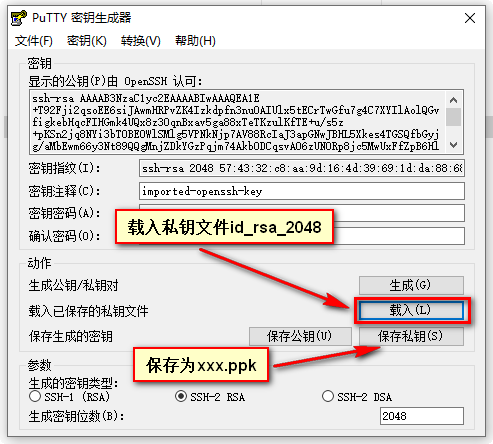 PuTTY 密钥生成器
文件(F) 密钥(K) 转换(V) 帮助(H)
密钥
显示的公钥(P)由 OpenSSH 认可:
ssh-rsa AAAAB3NzaC1yc2EAAAABIwAAAQEA1E
+T92Fji2qsoEE6siJAwmHRPvZK4Izkdpfn3nuOAIUlx5tECrTwGfu7g4C7XYIlAolQGv
figkebHqcFIHGmk4UQx8z3OqnBxav5ga88xTeTKzulKfTE+u/s5z
+pKSn2jq8NYi3bTOBEOWlSMlg5VPNkNjp7AV88RcIaJ3apGNwJBHL5Xkes4TGSQfbGyj
g/aMbEwm66y3Nt89QQgMnjZDkYGzPqjm74AkbODCqsvAO6zUNORp8jc5MwUxFfZpB6Ml
密钥指纹(I): ssh-rsa 2048 57:43:32:c8:aa:9d:16:4d:39:69:1d:da:88:60
密钥注释(C): imported-openssh-key
密钥密码(A):
确认密码(O):
载入私钥文件id_rsa_2048
动作
生成公钥/私钥对 生成(G)
载入已保存的私钥文件 载入(L)
保存生成的密钥 保存公钥(U) 保存私钥(S)
保存为xxx.ppk
参数
生成的密钥类型:
SSH-1 (RSA) SSH-2 RSA SSH-2 DSA
生成密钥位数(B): 2048